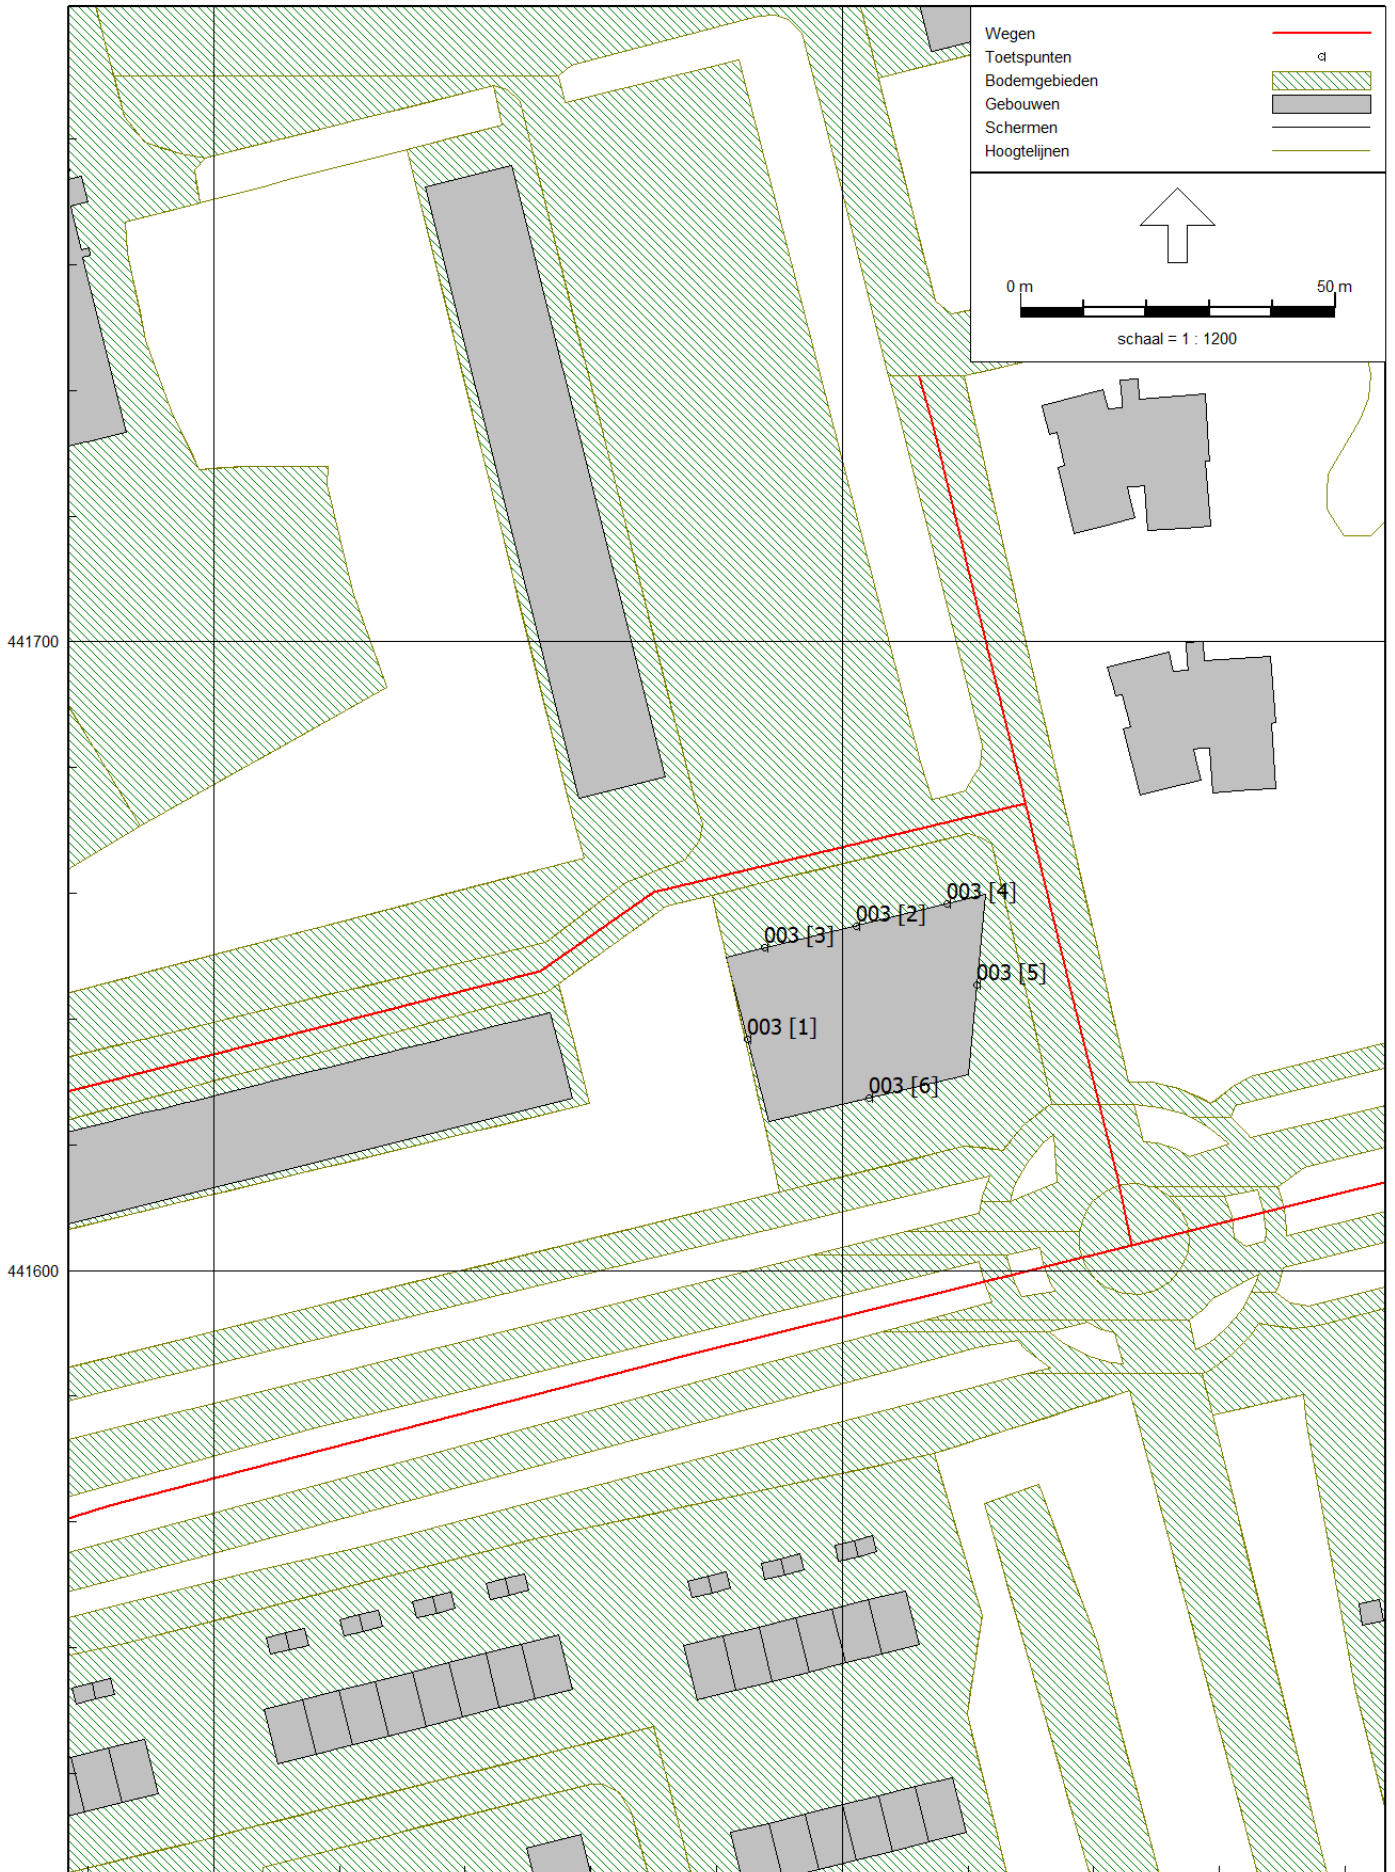 Wegen
Toetspunten
Bodemgebieden
Gebouwen
Schermen
Hoogtelijnen
0 m 50 m
schaal = 1 : 1200
441700
003 [4]
003 [2]
003 [3]
003 [5]
003 [1]
003 [6]
441600